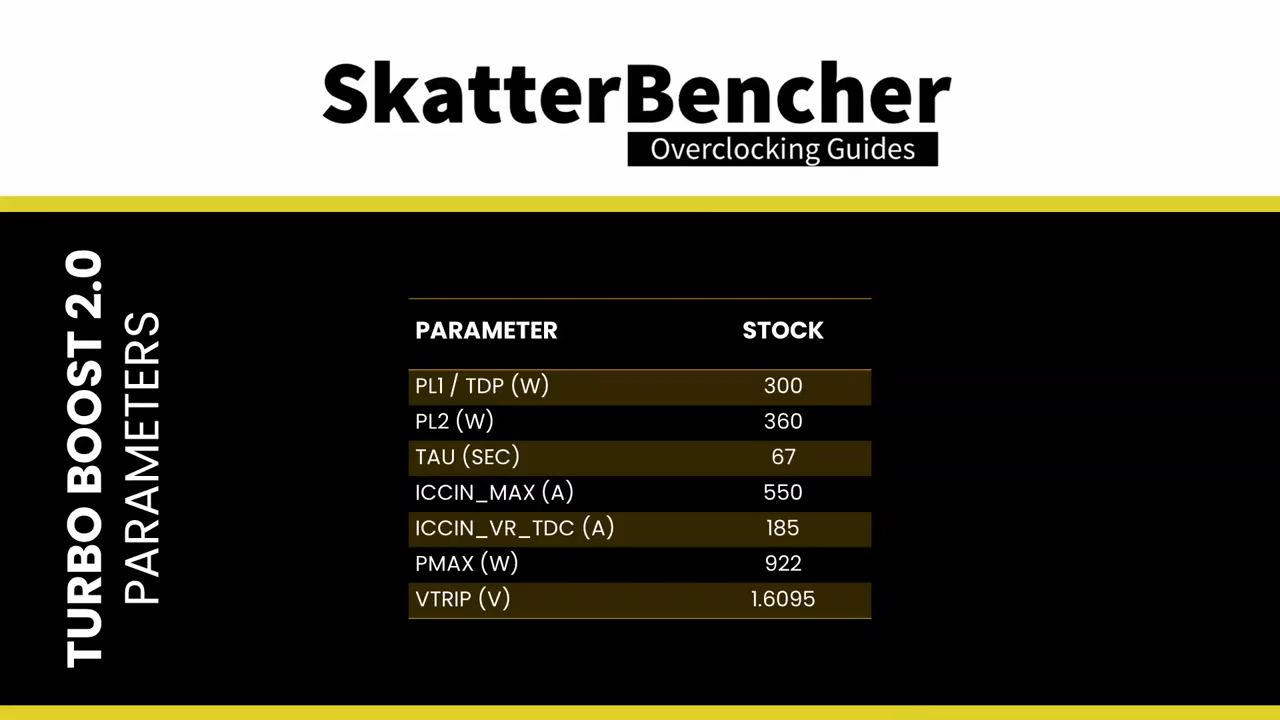 SkatterBencher
Overclocking Guides
TURBO BOOST 2.0
PARAMETERS
PARAMETER STOCK
PL1 / TDP (W) 300
PL2 (W) 360
TAU (SEC) 67
ICCIN_MAX (A) 550
ICCIN_VR_TDC (A) 185
PMAX (W) 922
VTRIP (V) 1.6095